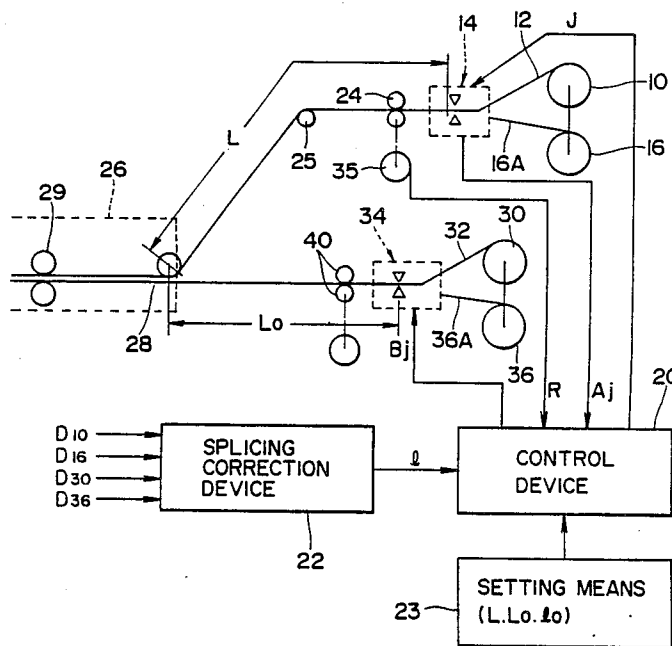 J
14
12
10
24
L
25
16A
16
26
35
29
34
32
30
40
Lo
28
Bj
36A
36
R
Aj
20
D10
D16
D30
D36
SPLICING
CORRECTION
DEVICE
ℓ
CONTROL
DEVICE
22
23
SETTING MEANS
(L.Lo.ℓo)